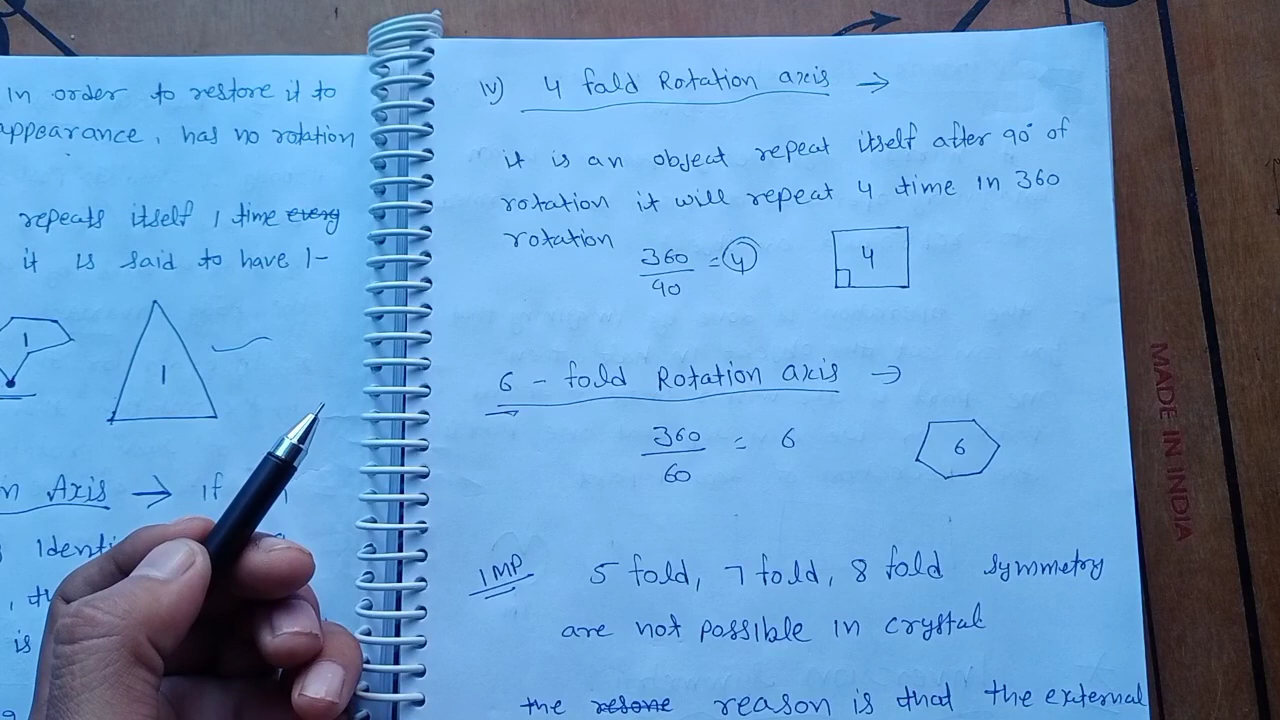 In order to restore it to
appearance, has no rotation
repeats itself 1 time every
it is said to have 1-
1
1
n Axis → if
Identi
is
iv) 4 fold Rotation axis →
it is an object repeat itself after 90° of
rotation it will repeat 4 time in 360
rotation
360/90 = 4
4
6 - fold Rotation axis →
360/60 = 6
6
IMP 5 fold, 7 fold, 8 fold symmetry
are not possible in crystal
the resone reason is that the external
MADE IN INDIA